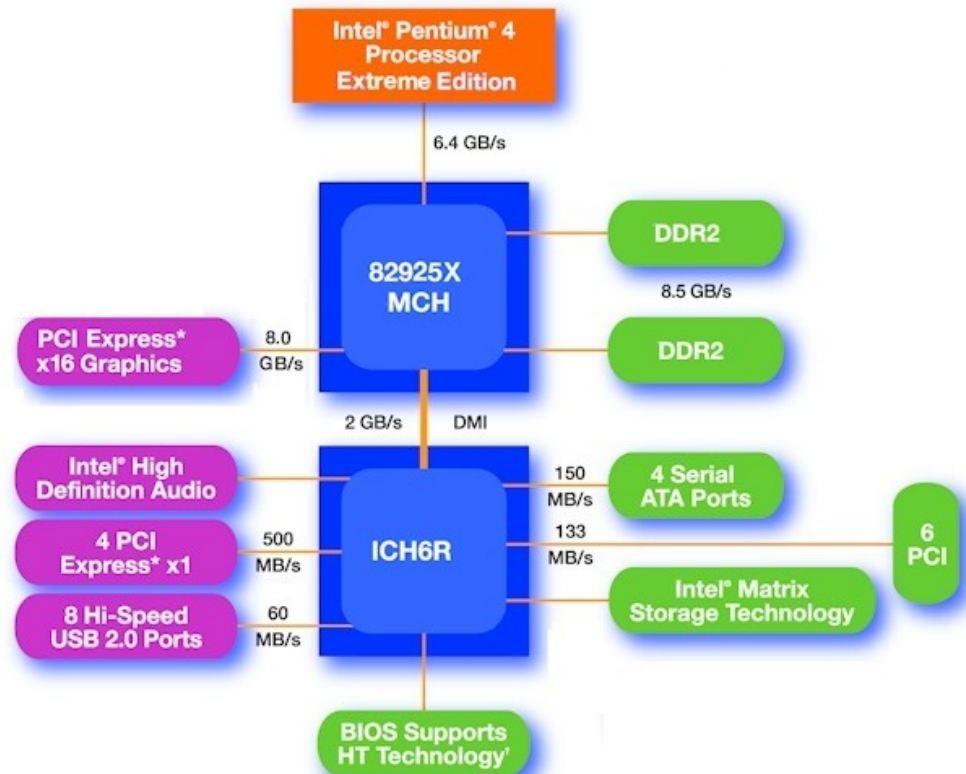 Intel® Pentium® 4
Processor
Extreme Edition
6.4 GB/s
82925X
MCH
DDR2
8.5 GB/s
DDR2
PCI Express*
x16 Graphics
8.0
GB/s
2 GB/s
DMI
Intel® High
Definition Audio
4 PCI
Express* x1
500
MB/s
8 Hi-Speed
USB 2.0 Ports
60
MB/s
ICH6R
150
MB/s
4 Serial
ATA Ports
133
MB/s
6
PCI
Intel® Matrix
Storage Technology
BIOS Supports
HT Technology†